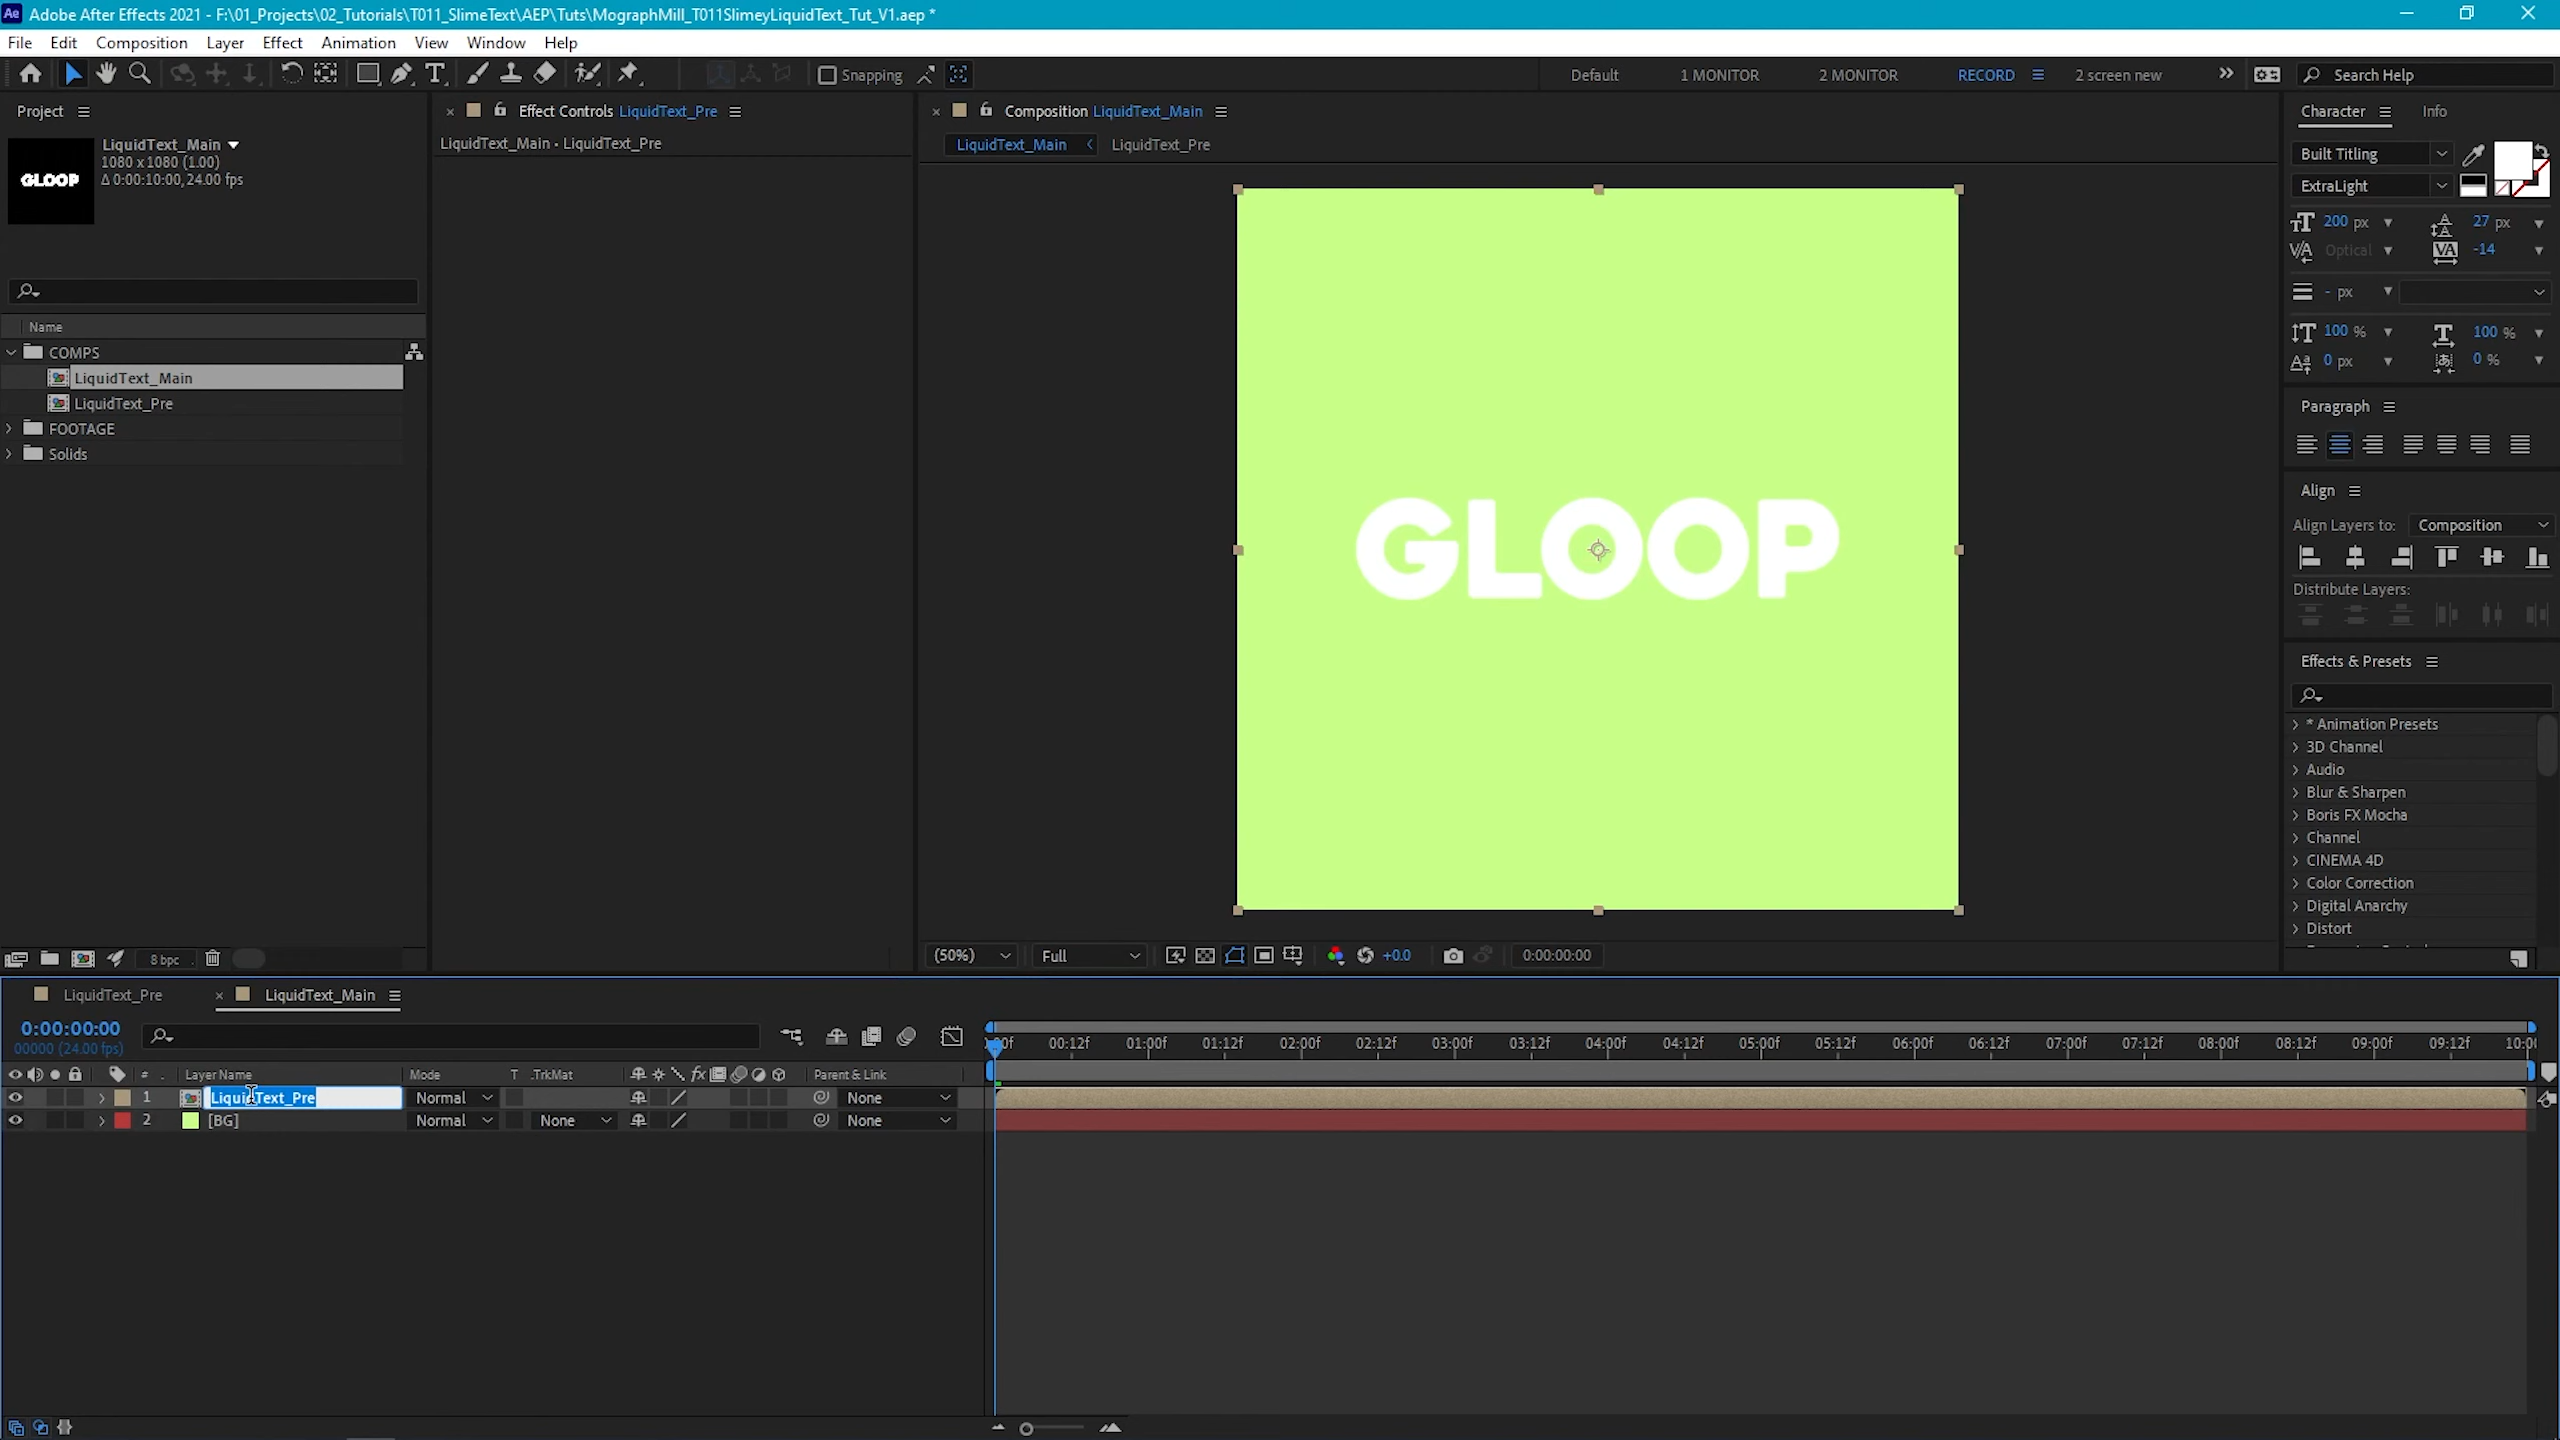 Ae Adobe After Effects 2021 - F:\01_Projects\02_Tutorials\T011_SlimeText\AEP\Tuts\MographMill_T011SlimeyLiquidText_Tut_V1.aep *
File Edit Composition Layer Effect Animation View Window Help
Snapping Default 1 MONITOR 2 MONITOR RECORD 2 screen new Search Help
Project
LiquidText_Main
1080 x 1080 (1.00)
Δ 0:00:10:00, 24.00 fps
GLOOP
Name
COMPS
LiquidText_Main
LiquidText_Pre
FOOTAGE
Solids
8 bpc
Effect Controls LiquidText_Pre
LiquidText_Main • LiquidText_Pre
Composition LiquidText_Main
LiquidText_Main LiquidText_Pre
GLOOP
(50%) Full +0.0 0:00:00:00
Character Info
Built Titling
ExtraLight
200 px 27 px
Optical -14
- px
100 % 100 %
0 px 0 %
Paragraph
Align
Align Layers to: Composition
Distribute Layers:
Effects & Presets
* Animation Presets
3D Channel
Audio
Blur & Sharpen
Boris FX Mocha
Channel
CINEMA 4D
Color Correction
Digital Anarchy
Distort
LiquidText_Pre LiquidText_Main
0:00:00:00
00000 (24.00 fps)
00:12f 01:00f 01:12f 02:00f 02:12f 03:00f 03:12f 04:00f 04:12f 05:00f 05:12f 06:00f 06:12f 07:00f 07:12f 08:00f 08:12f 09:00f 09:12f
# Layer Name Mode T .TrkMat Parent & Link
1 LiquidText_Pre Normal None
2 [BG] Normal None None